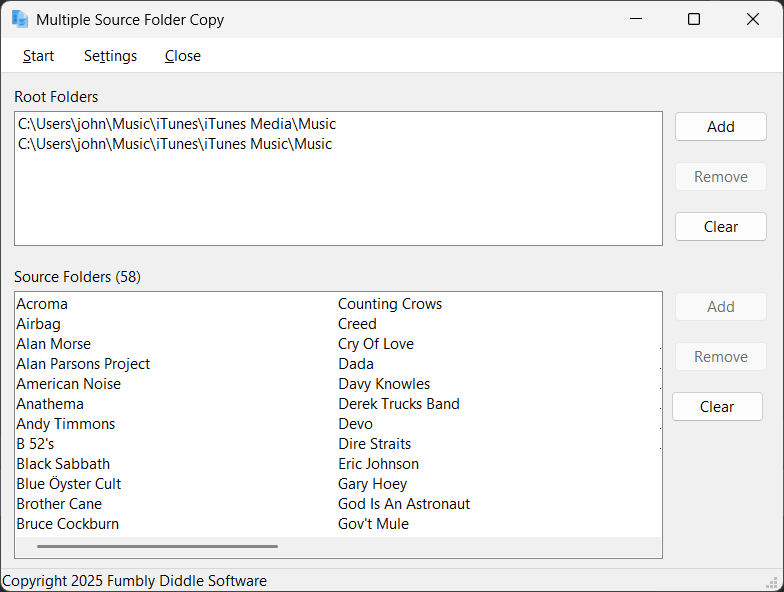 Multiple Source Folder Copy
Start Settings Close
Root Folders
C:\Users\john\Music\iTunes\iTunes Media\Music
C:\Users\john\Music\iTunes\iTunes Music\Music
Add
Remove
Clear
Source Folders (58)
Acroma
Airbag
Alan Morse
Alan Parsons Project
American Noise
Anathema
Andy Timmons
B 52's
Black Sabbath
Blue Öyster Cult
Brother Cane
Bruce Cockburn
Counting Crows
Creed
Cry Of Love
Dada
Davy Knowles
Derek Trucks Band
Devo
Dire Straits
Eric Johnson
Gary Hoey
God Is An Astronaut
Gov't Mule
Add
Remove
Clear
Copyright 2025 Fumbly Diddle Software